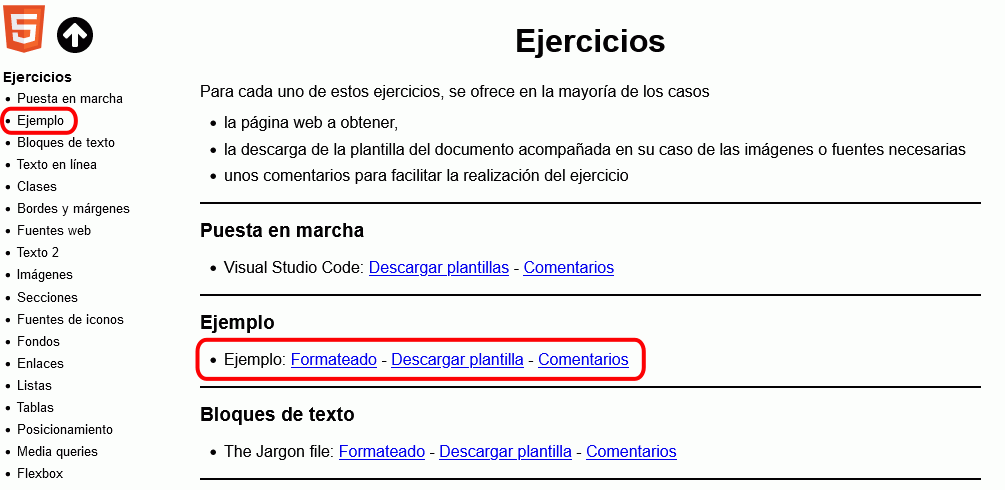 5
Ejercicios
Ejercicios
Puesta en marcha
Ejemplo
Bloques de texto
Texto en línea
Clases
Bordes y márgenes
Fuentes web
Texto 2
Imágenes
Secciones
Fuentes de iconos
Fondos
Enlaces
Listas
Tablas
Posicionamiento
Media queries
Flexbox
Para cada uno de estos ejercicios, se ofrece en la mayoría de los casos
• la página web a obtener,
• la descarga de la plantilla del documento acompañada en su caso de las imágenes o fuentes necesarias
• unos comentarios para facilitar la realización del ejercicio
Puesta en marcha
• Visual Studio Code: Descargar plantillas - Comentarios
Ejemplo
• Ejemplo: Formateado - Descargar plantilla - Comentarios
Bloques de texto
• The Jargon file: Formateado - Descargar plantilla - Comentarios